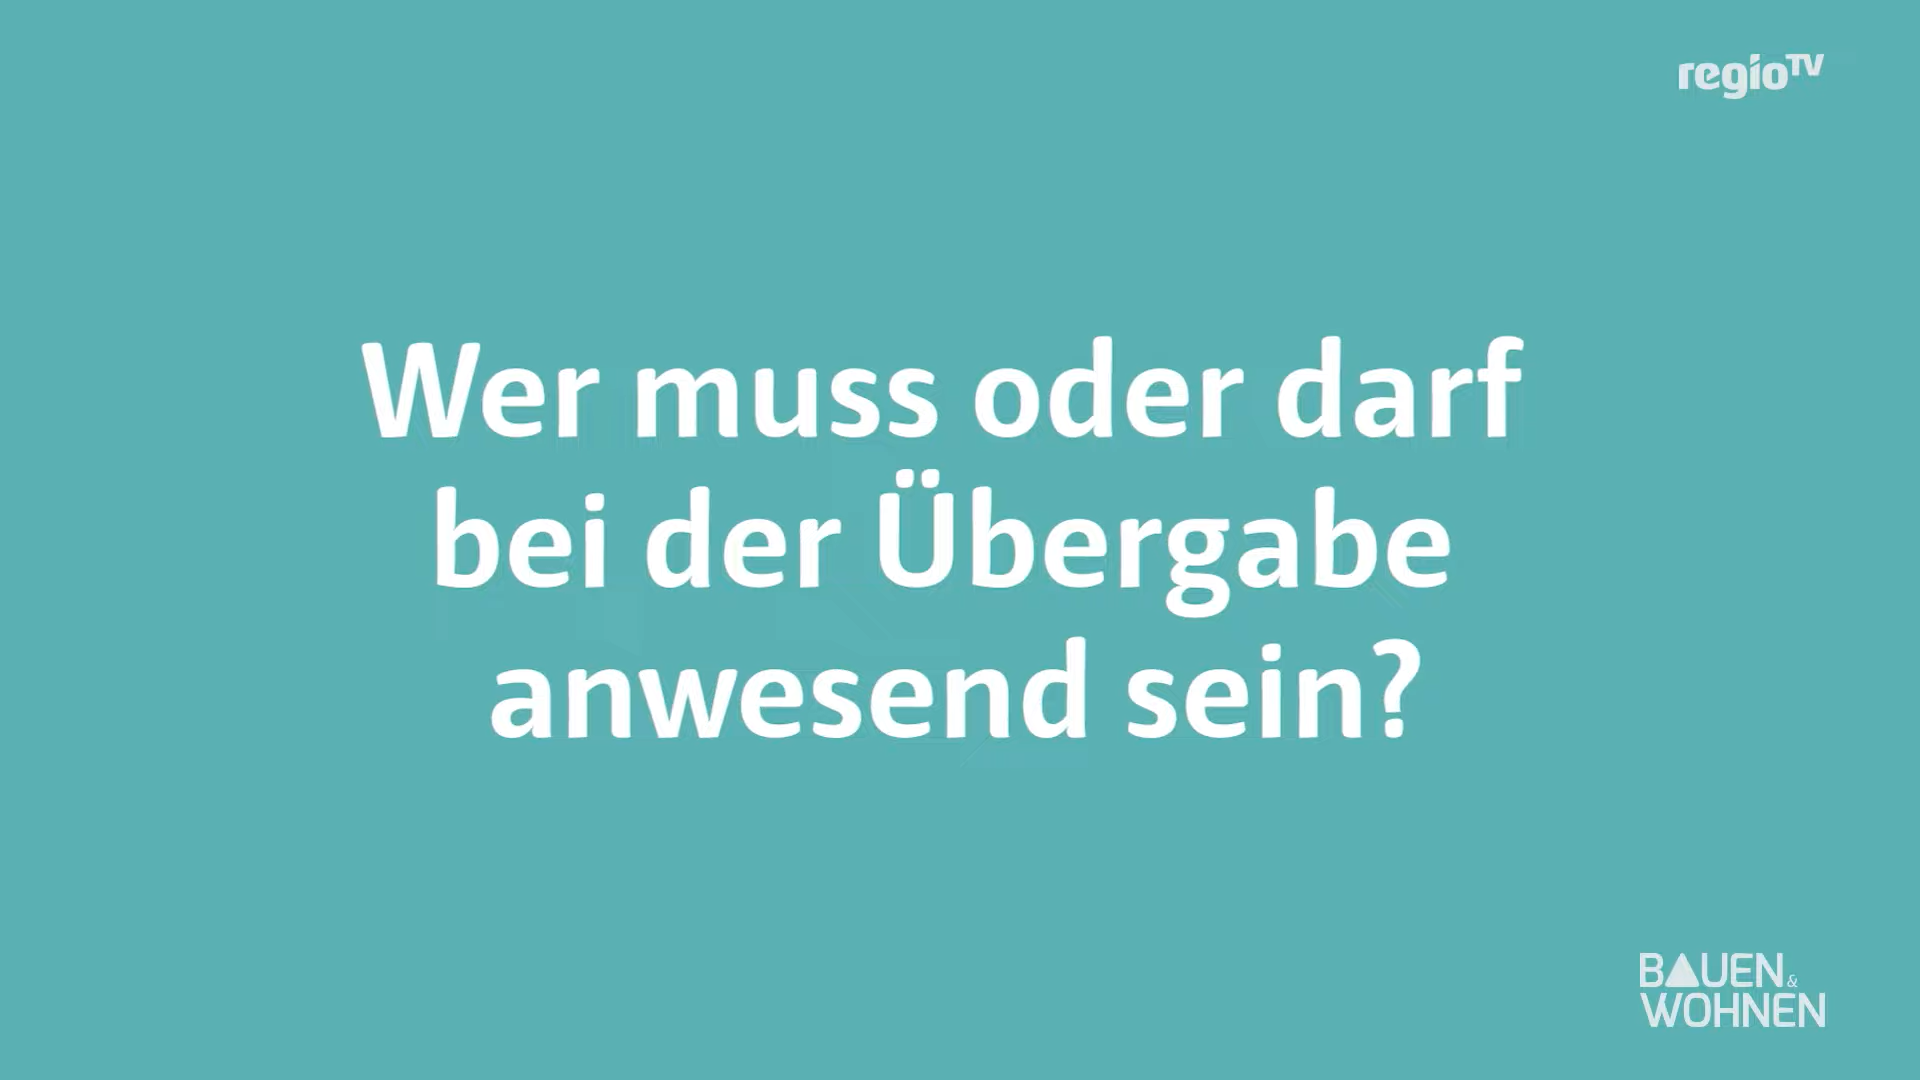 regioTV
Wer muss oder darf
bei der Übergabe
anwesend sein?
BAUEN &
WOHNEN